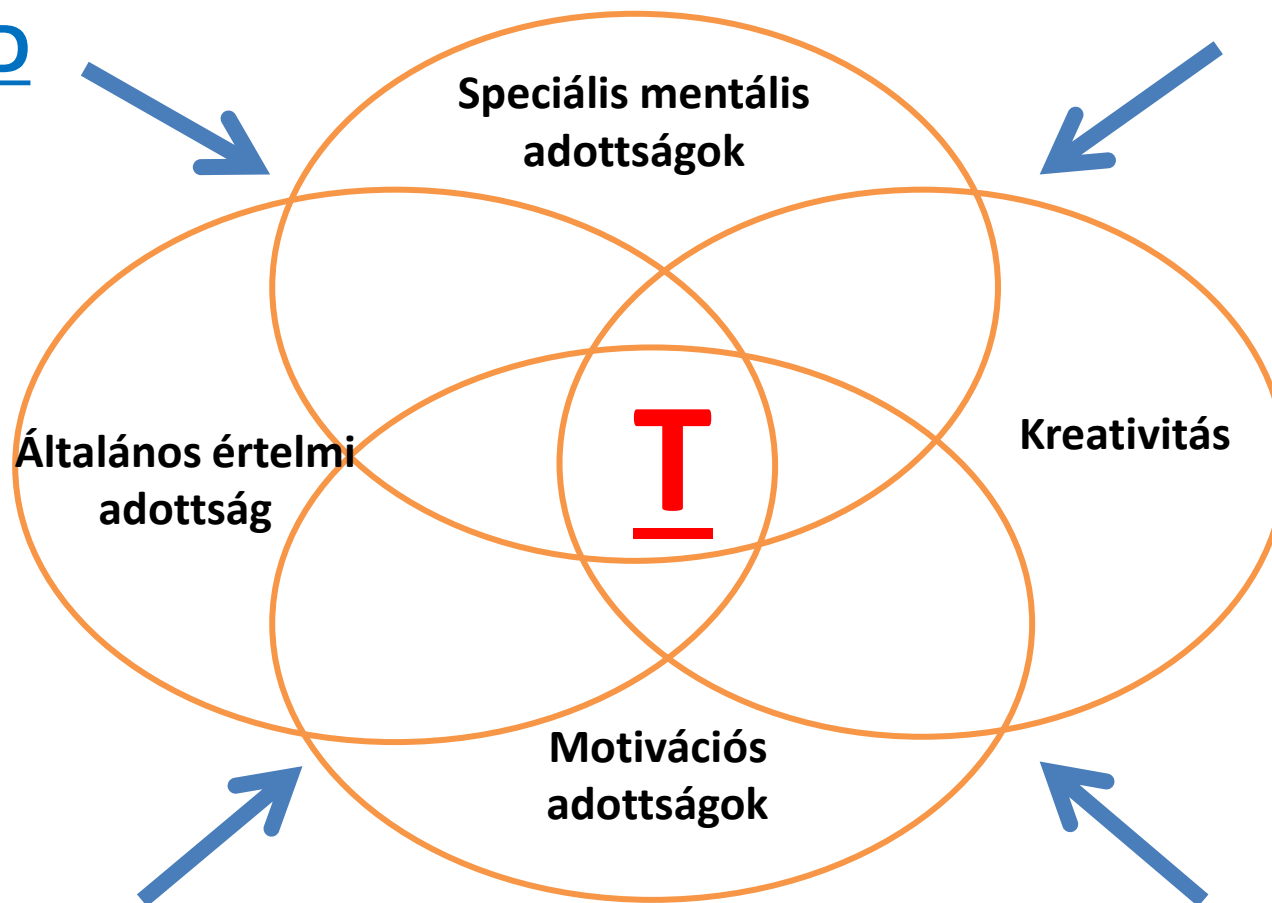 D
Speciális mentális
adottságok
Általános értelmi
adottság
T
Kreativitás
Motivációs
adottságok